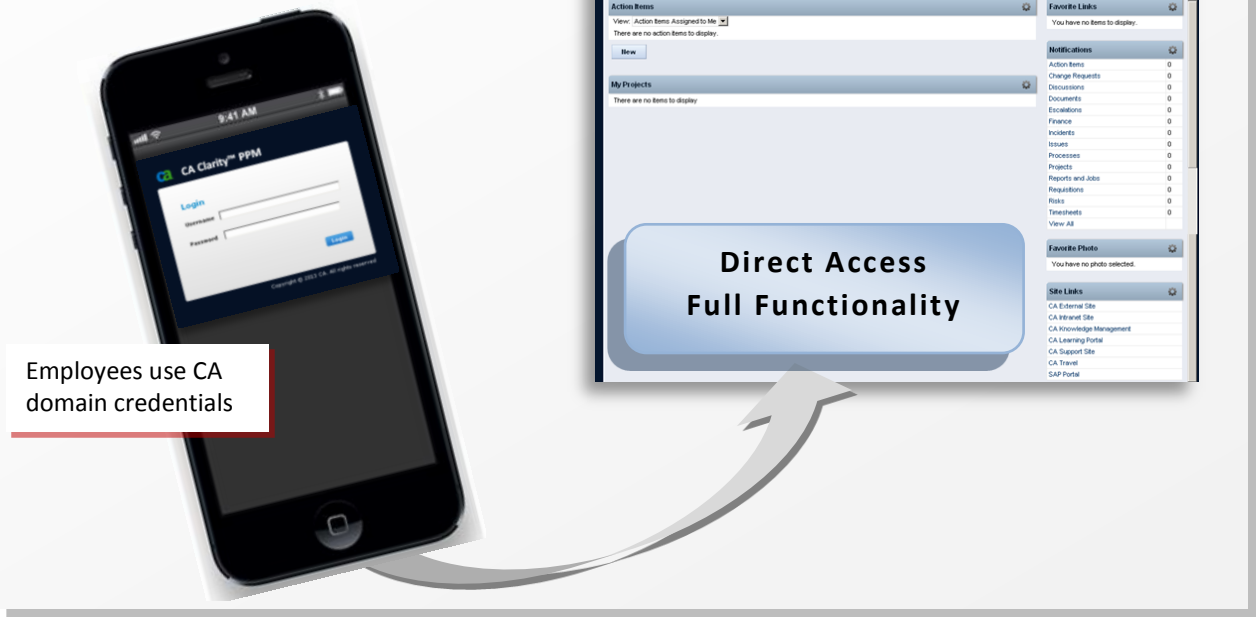 9:41 AM
ca CA Clarity™ PPM
Login
Username
Password
Login
Copyright © 2013 CA. All rights reserved
Employees use CA
domain credentials
Action Items
View: Action Items Assigned to Me
There are no action items to display.
New
My Projects
There are no items to display
Direct Access
Full Functionality
Favorite Links
You have no items to display.
Notifications
Action Items 0
Change Requests 0
Discussions 0
Documents 0
Escalations 0
Finance 0
Incidents 0
Issues 0
Processes 0
Projects 0
Reports and Jobs 0
Requisitions 0
Risks 0
Timesheets 0
View All
Favorite Photo
You have no photo selected.
Site Links
CA External Site
CA Intranet Site
CA Knowledge Management
CA Learning Portal
CA Support Site
CA Travel
SAP Portal